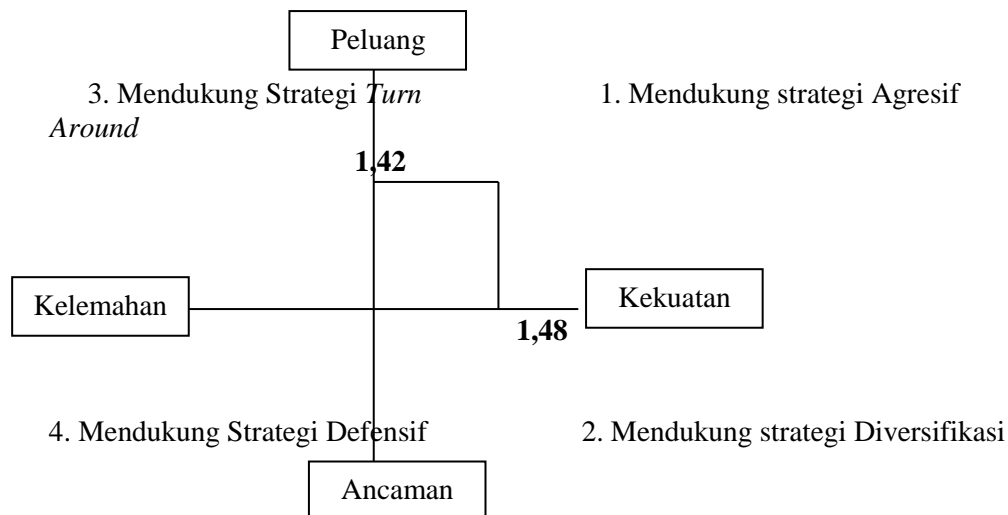 Peluang
3. Mendukung Strategi Turn
Around
1. Mendukung strategi Agresif
1,42
Kelemahan
Kekuatan
1,48
4. Mendukung Strategi Defensif
2. Mendukung strategi Diversifikasi
Ancaman